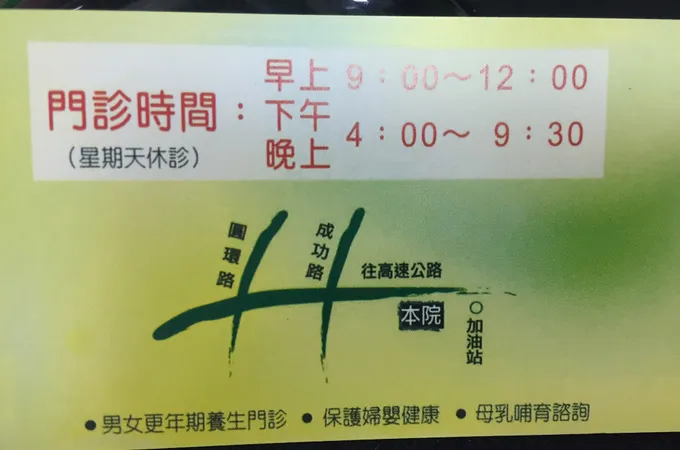 門診時間：
（星期天休診）
早上 9：00～12：00
下午
晚上
4：00～ 9：30
圓環路
成功路
往高速公路
本院
加油站
●男女更年期養生門診 ●保護婦嬰健康 ●母乳哺育諮詢